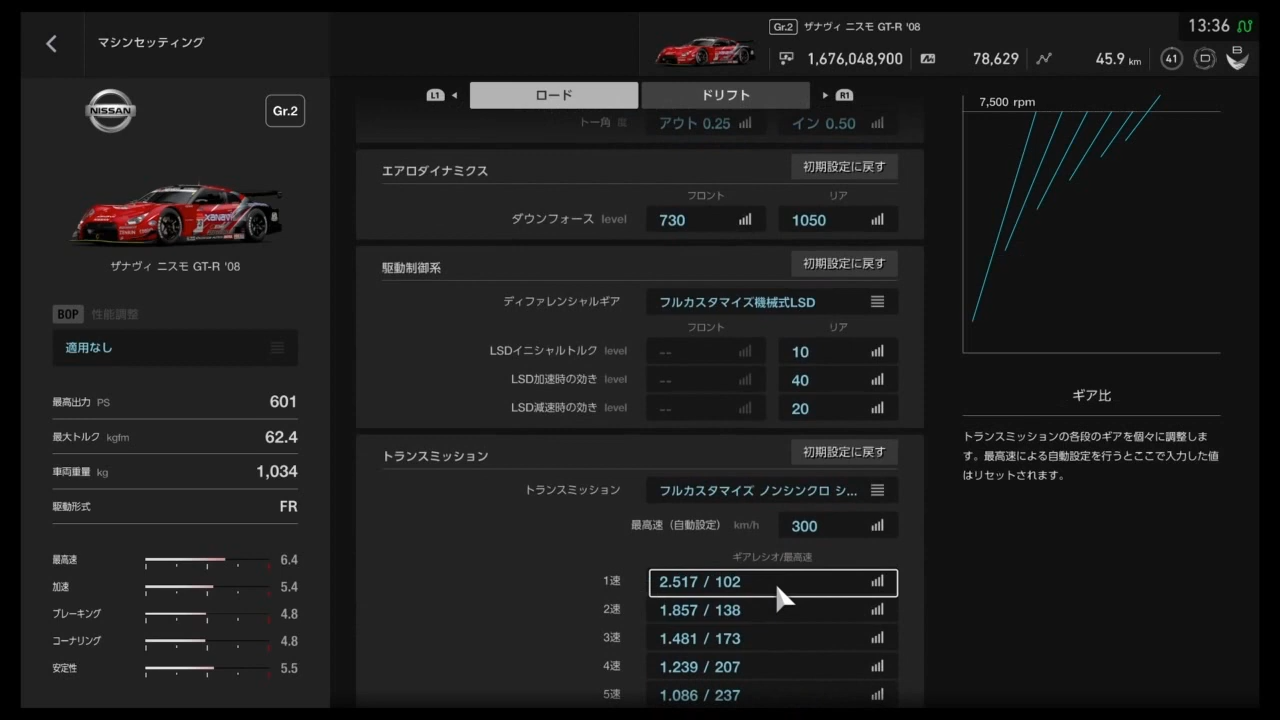 マシンセッティング
Gr.2 ザナヴィ ニスモ GT-R '08
13:36
1,676,048,900 78,629 45.9 km 41 D B
NISSAN
Gr.2
ザナヴィ ニスモ GT-R '08
BOP 性能調整
適用なし
最高出力 PS 601
最大トルク kgfm 62.4
車両重量 kg 1,034
駆動形式 FR
最高速 6.4
加速 5.4
ブレーキング 4.8
コーナリング 4.8
安定性 5.5
L1 ロード ドリフト R1
トー角 度 アウト 0.25 イン 0.50
エアロダイナミクス 初期設定に戻す
フロント リア
ダウンフォース level 730 1050
駆動制御系 初期設定に戻す
ディファレンシャルギア フルカスタマイズ機械式LSD
フロント リア
LSDイニシャルトルク level -- 10
LSD加速時の効き level -- 40
LSD減速時の効き level -- 20
トランスミッション 初期設定に戻す
トランスミッション フルカスタマイズ ノンシンクロ シ...
最高速（自動設定） km/h 300
ギアレシオ/最高速
1速 2.517 / 102
2速 1.857 / 138
3速 1.481 / 173
4速 1.239 / 207
5速 1.086 / 237
7,500 rpm
ギア比
トランスミッションの各段のギアを個々に調整しま
す。最高速による自動設定を行うとここで入力した値
はリセットされます。